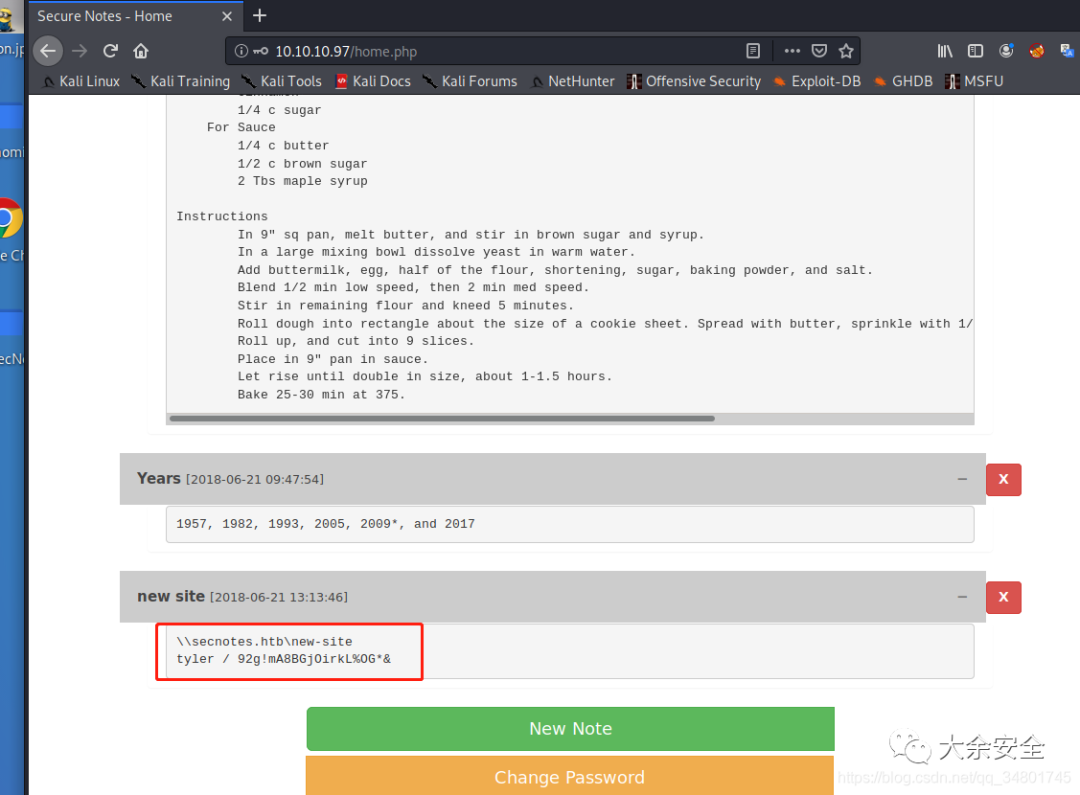 Secure Notes - Home
10.10.10.97/home.php
Kali Linux Kali Training Kali Tools Kali Docs Kali Forums NetHunter Offensive Security Exploit-DB GHDB MSFU
1/4 c sugar
For Sauce
1/4 c butter
1/2 c brown sugar
2 Tbs maple syrup
Instructions
In 9" sq pan, melt butter, and stir in brown sugar and syrup.
In a large mixing bowl dissolve yeast in warm water.
Add buttermilk, egg, half of the flour, shortening, sugar, baking powder, and salt.
Blend 1/2 min low speed, then 2 min med speed.
Stir in remaining flour and kneed 5 minutes.
Roll dough into rectangle about the size of a cookie sheet. Spread with butter, sprinkle with 1/
Roll up, and cut into 9 slices.
Place in 9" pan in sauce.
Let rise until double in size, about 1-1.5 hours.
Bake 25-30 min at 375.
Years [2018-06-21 09:47:54]
X
1957, 1982, 1993, 2005, 2009*, and 2017
new site [2018-06-21 13:13:46]
X
\\secnotes.htb\new-site
tyler / 92g!mA8BGjOirkL%OG*&
New Note
Change Password
大余安全
https://blog.csdn.net/qq_34801745